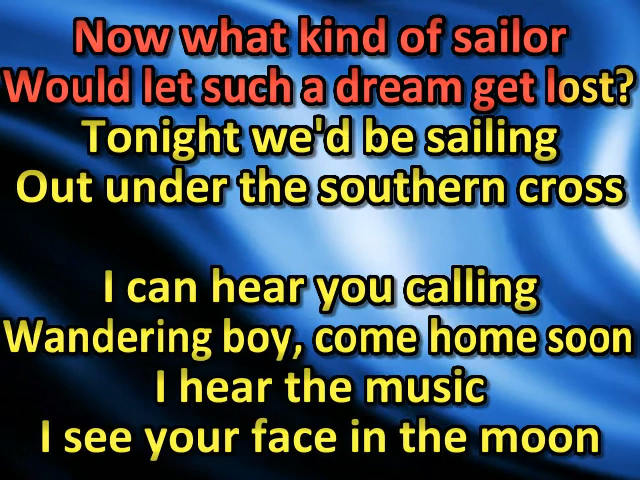 Now what kind of sailor
Would let such a dream get lost?
Tonight we'd be sailing
Out under the southern cross
I can hear you calling
Wandering boy, come home soon
I hear the music
I see your face in the moon